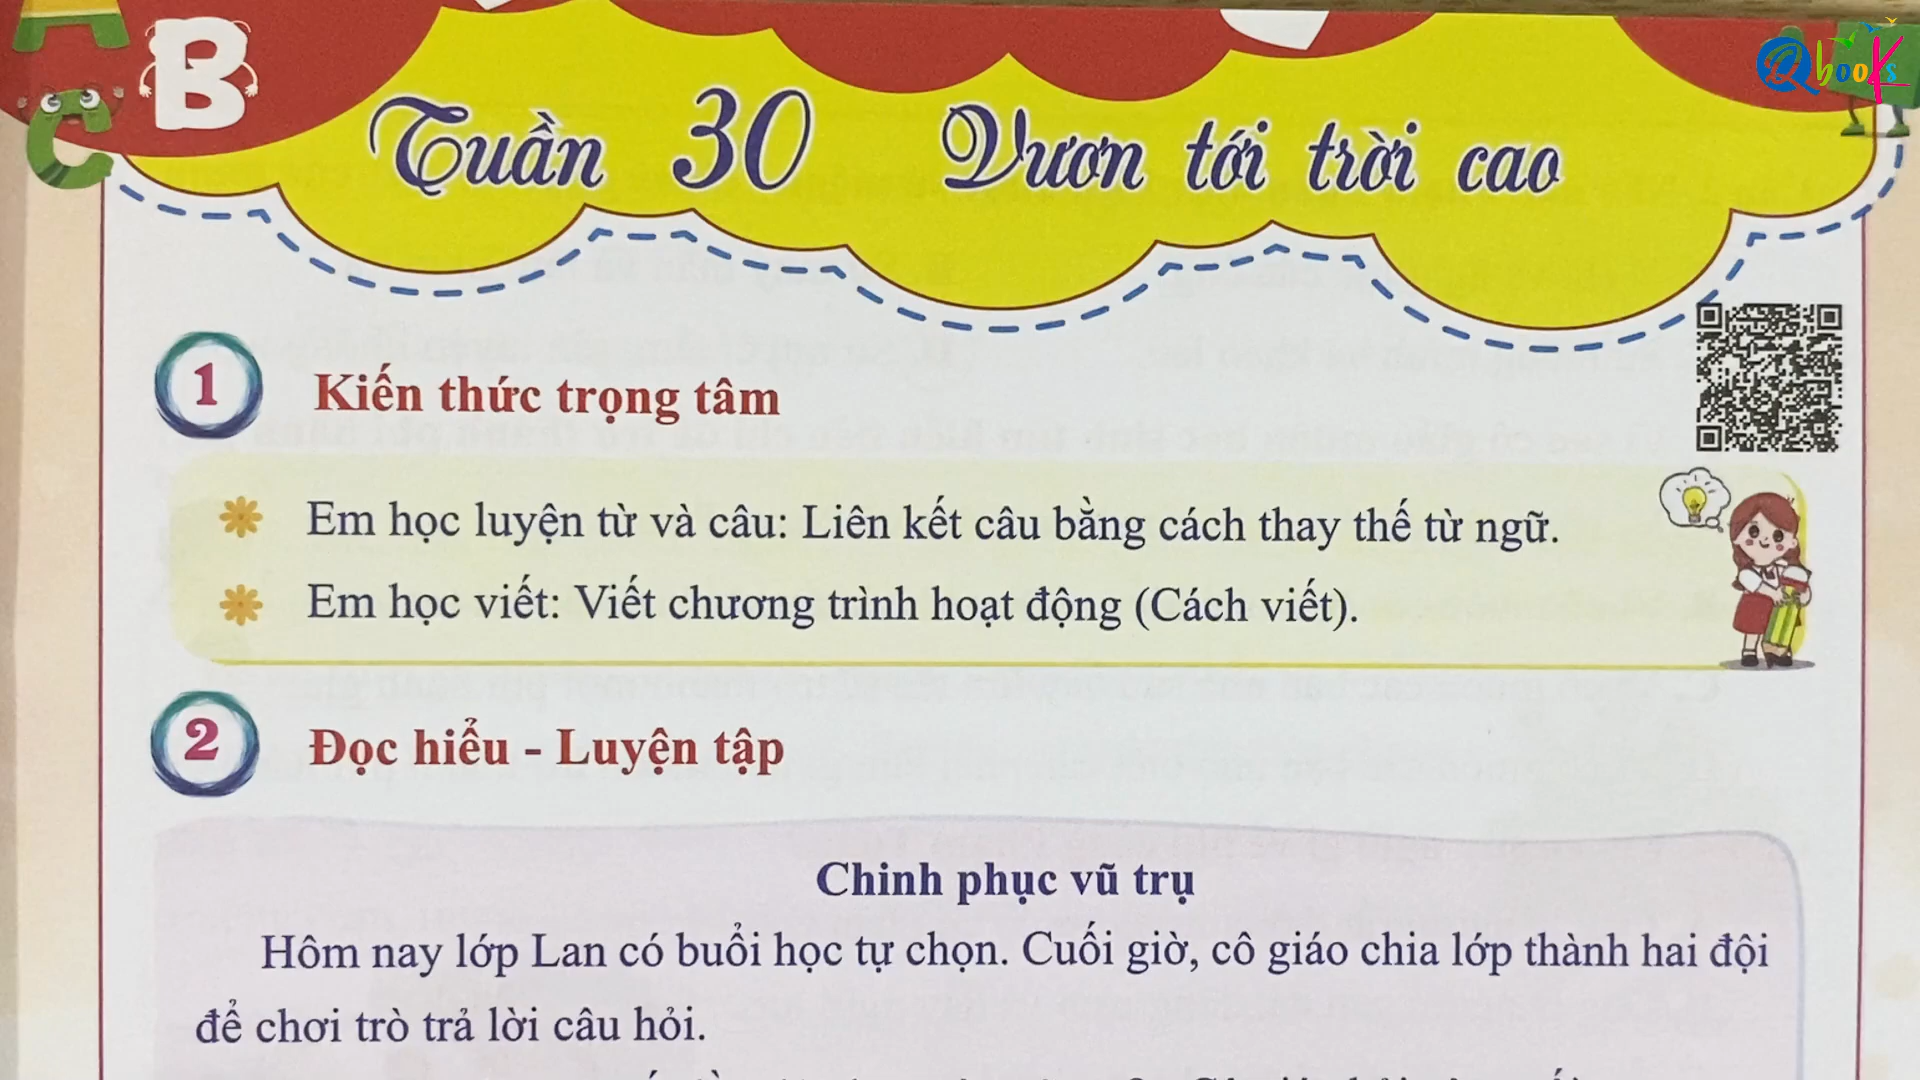 A
B
C
Qbooks
Tuần 30 Vươn tới trời cao
1 Kiến thức trọng tâm
Em học luyện từ và câu: Liên kết câu bằng cách thay thế từ ngữ.
Em học viết: Viết chương trình hoạt động (Cách viết).
2 Đọc hiểu - Luyện tập
Chinh phục vũ trụ
Hôm nay lớp Lan có buổi học tự chọn. Cuối giờ, cô giáo chia lớp thành hai đội
để chơi trò trả lời câu hỏi.